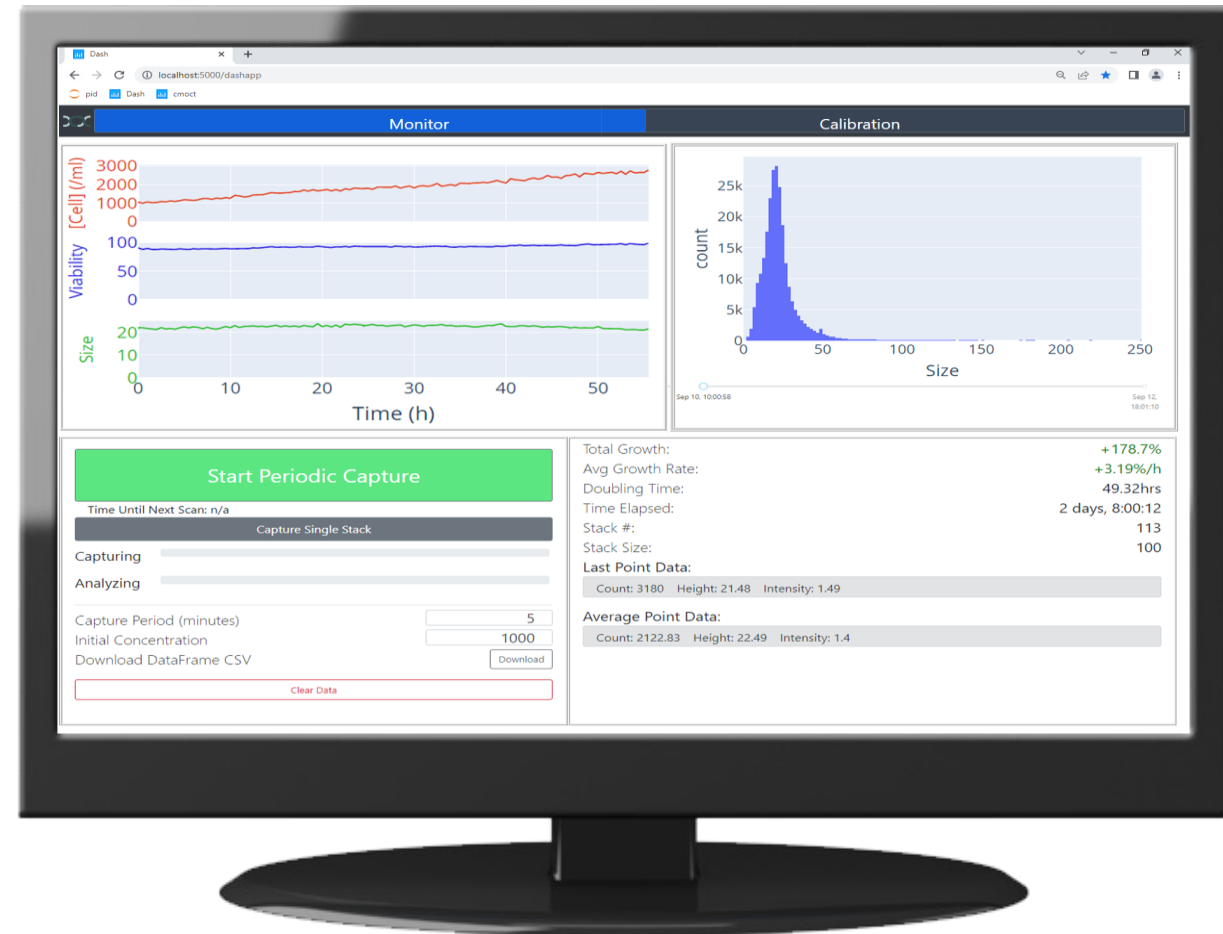 Dash
localhost:5000/dashapp
pid Dash cmoct
Monitor Calibration
[Cell] (/ml)
3000
2000
1000
0
Viability
100
50
0
Size
20
10
0
0 10 20 30 40 50
Time (h)
count
25k
20k
15k
10k
5k
0
0 50 100 150 200 250
Size
Sep 10, 10:00:58
Sep 12,
18:01:10
Start Periodic Capture
Time Until Next Scan: n/a
Capture Single Stack
Capturing
Analyzing
Capture Period (minutes) 5
Initial Concentration 1000
Download DataFrame CSV Download
Clear Data
Total Growth: +178.7%
Avg Growth Rate: +3.19%/h
Doubling Time: 49.32hrs
Time Elapsed: 2 days, 8:00:12
Stack #: 113
Stack Size: 100
Last Point Data:
Count: 3180 Height: 21.48 Intensity: 1.49
Average Point Data:
Count: 2122.83 Height: 22.49 Intensity: 1.4